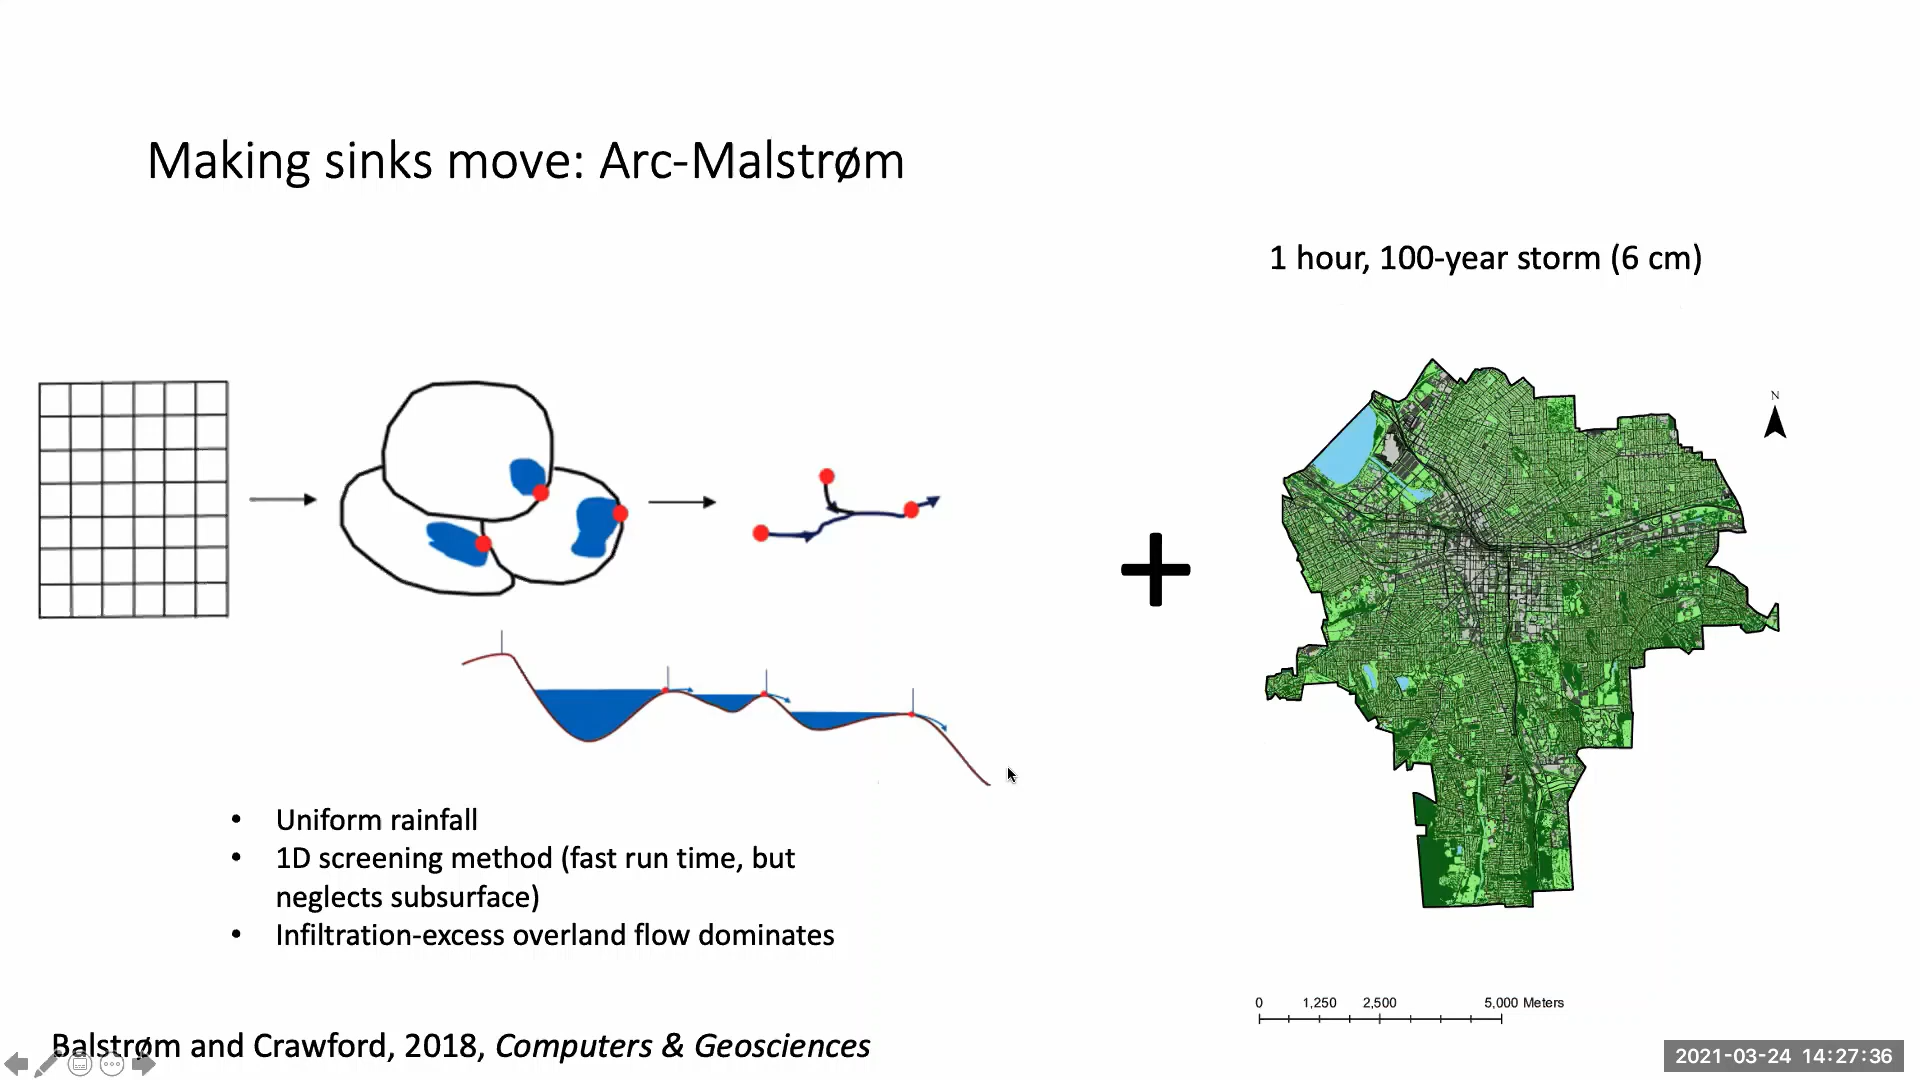 Making sinks move: Arc-Malstrøm
1 hour, 100-year storm (6 cm)
N
• Uniform rainfall
• 1D screening method (fast run time, but
neglects subsurface)
• Infiltration-excess overland flow dominates
0 1,250 2,500 5,000 Meters
Balstrøm and Crawford, 2018, Computers & Geosciences
2021-03-24 14:27:36